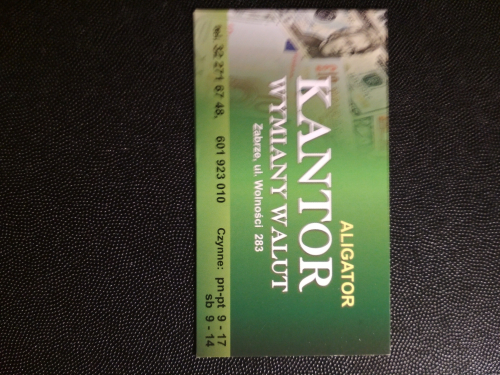 ALIGATOR
KANTOR
WYMIANY WALUT
Zabrze, ul. Wolności 283
tel. 32 271 67 48, 601 923 010 Czynne: pn-pt 9 - 17
sb 9 - 14